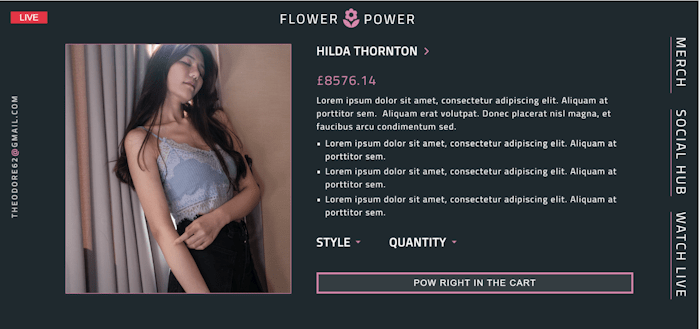 LIVE
FLOWER POWER
THEODORE62@GMAIL.COM
HILDA THORNTON >
£8576.14
Lorem ipsum dolor sit amet, consectetur adipiscing elit. Aliquam at
porttitor sem.  Aliquam erat volutpat. Donec placerat nisl magna, et
faucibus arcu condimentum sed.
• Lorem ipsum dolor sit amet, consectetur adipiscing elit. Aliquam at
porttitor sem.
• Lorem ipsum dolor sit amet, consectetur adipiscing elit. Aliquam at
porttitor sem.
• Lorem ipsum dolor sit amet, consectetur adipiscing elit. Aliquam at
porttitor sem.
STYLE QUANTITY
POW RIGHT IN THE CART
MERCH
SOCIAL HUB
WATCH LIVE